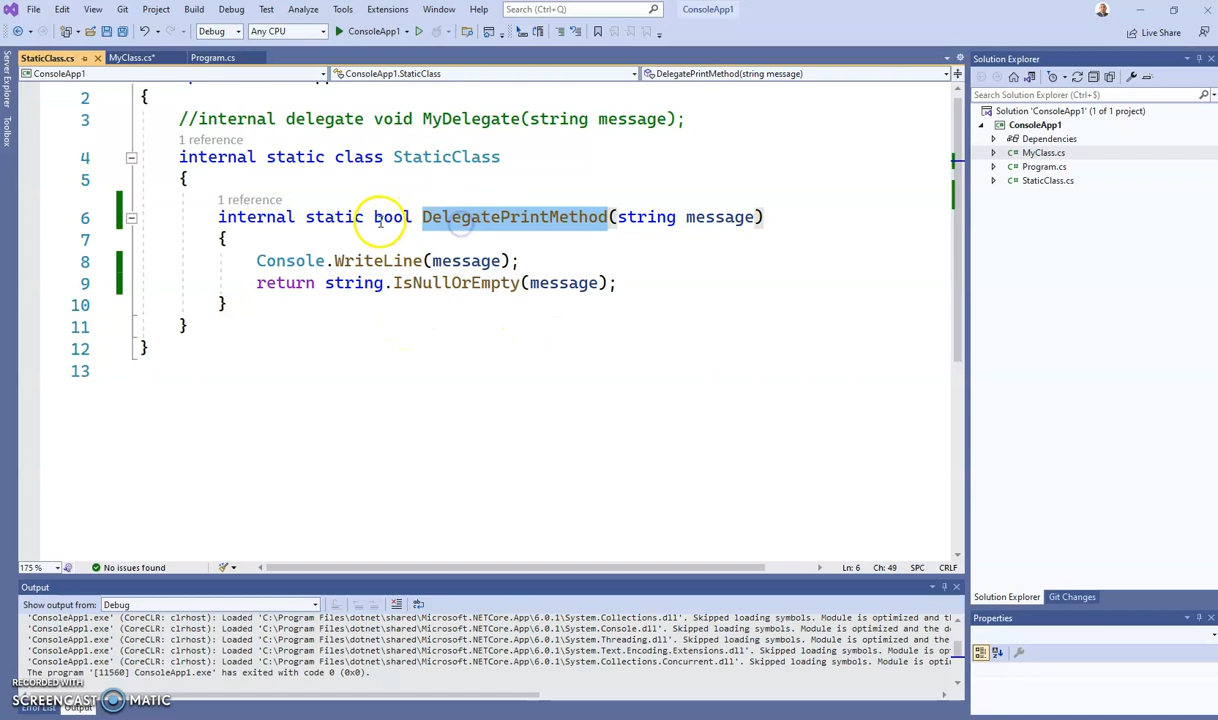 File Edit View Git Project Build Debug Test Analyze Tools Extensions Window Help Search (Ctrl+Q) ConsoleApp1
Debug Any CPU ConsoleApp1 Live Share
StaticClass.cs MyClass.cs* Program.cs
ConsoleApp1 ConsoleApp1.StaticClass DelegatePrintMethod(string message)
2 {
3 //internal delegate void MyDelegate(string message);
1 reference
4 internal static class StaticClass
5 {
1 reference
6 internal static bool DelegatePrintMethod(string message)
7 {
8 Console.WriteLine(message);
9 return string.IsNullOrEmpty(message);
10 }
11 }
12 }
13
175 % No issues found Ln: 6 Ch: 49 SPC CRLF
Server Explorer
Toolbox
Solution Explorer
Search Solution Explorer (Ctrl+$)
Solution 'ConsoleApp1' (1 of 1 project)
ConsoleApp1
Dependencies
MyClass.cs
Program.cs
StaticClass.cs
Solution Explorer Git Changes
Properties
Output
Show output from: Debug
'ConsoleApp1.exe' (CoreCLR: clrhost): Loaded 'C:\Program Files\dotnet\shared\Microsoft.NETCore.App\6.0.1\System.Collections.dll'. Skipped loading symbols. Module is optimized and the d
'ConsoleApp1.exe' (CoreCLR: clrhost): Loaded 'C:\Program Files\dotnet\shared\Microsoft.NETCore.App\6.0.1\System.Console.dll'. Skipped loading symbols. Module is optimized and the
'ConsoleApp1.exe' (CoreCLR: clrhost): Loaded 'C:\Program Files\dotnet\shared\Microsoft.NETCore.App\6.0.1\System.Threading.dll'. Skipped loading symbols. Module is optimized and the
'ConsoleApp1.exe' (CoreCLR: clrhost): Loaded 'C:\Program Files\dotnet\shared\Microsoft.NETCore.App\6.0.1\System.Text.Encoding.Extensions.dll'. Skipped loading symbols. Module is op
'ConsoleApp1.exe' (CoreCLR: clrhost): Loaded 'C:\Program Files\dotnet\shared\Microsoft.NETCore.App\6.0.1\System.Collections.Concurrent.dll'. Skipped loading symbols. Module is opti
The program '[11560] ConsoleApp1.exe' has exited with code 0 (0x0).
RECORDED WITH
SCREENCAST MATIC
Error List Output